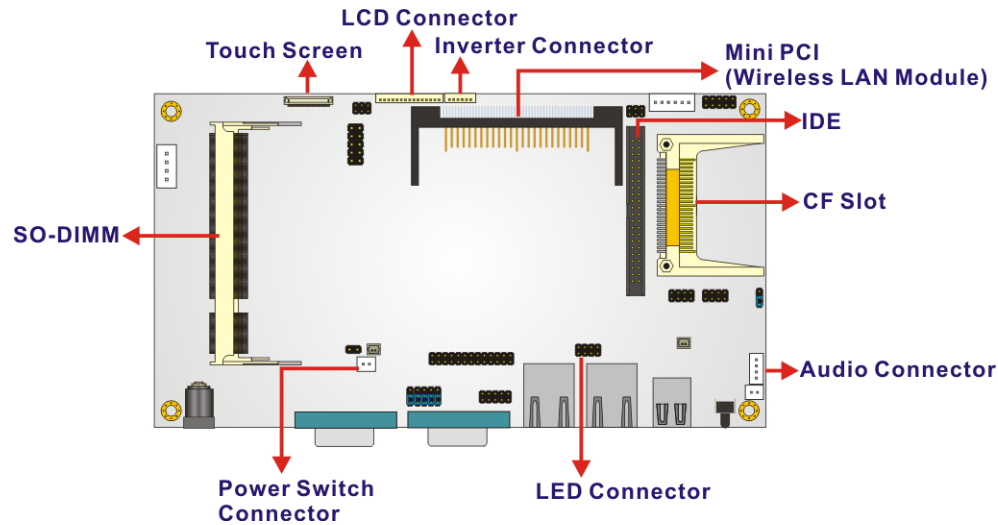 LCD Connector
Touch Screen
Inverter Connector
Mini PCI
(Wireless LAN Module)
IDE
CF Slot
SO-DIMM
Audio Connector
Power Switch
Connector
LED Connector